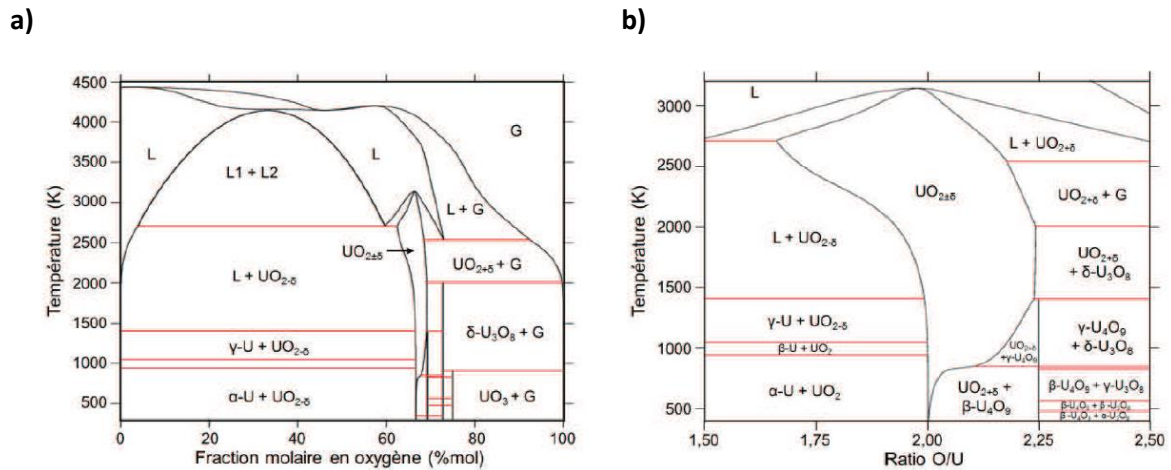 a)
4500
4000
3500
3000
2500
2000
1500
1000
500
Température (K)
0
20
40
60
80
100
Fraction molaire en oxygène (%mol)
L
L1 + L2
L
G
L + G
UO2±δ
UO2+δ + G
L + UO2-δ
γ-U + UO2-δ
α-U + UO2-δ
δ-U3O8 + G
UO3 + G
b)
3000
2500
2000
1500
1000
500
Température (K)
1,50
1,75
2,00
2,25
2,50
Ratio O/U
L
L + UO2+δ
UO2±δ
UO2+δ + G
L + UO2-δ
UO2+δ
+ δ-U3O8
γ-U + UO2-δ
β-U + UO2
α-U + UO2
+γ-U4O9
γ-U4O9
+ δ-U3O8
UO2+δ +
β-U4O9
β-U4O9 + γ-U3O8